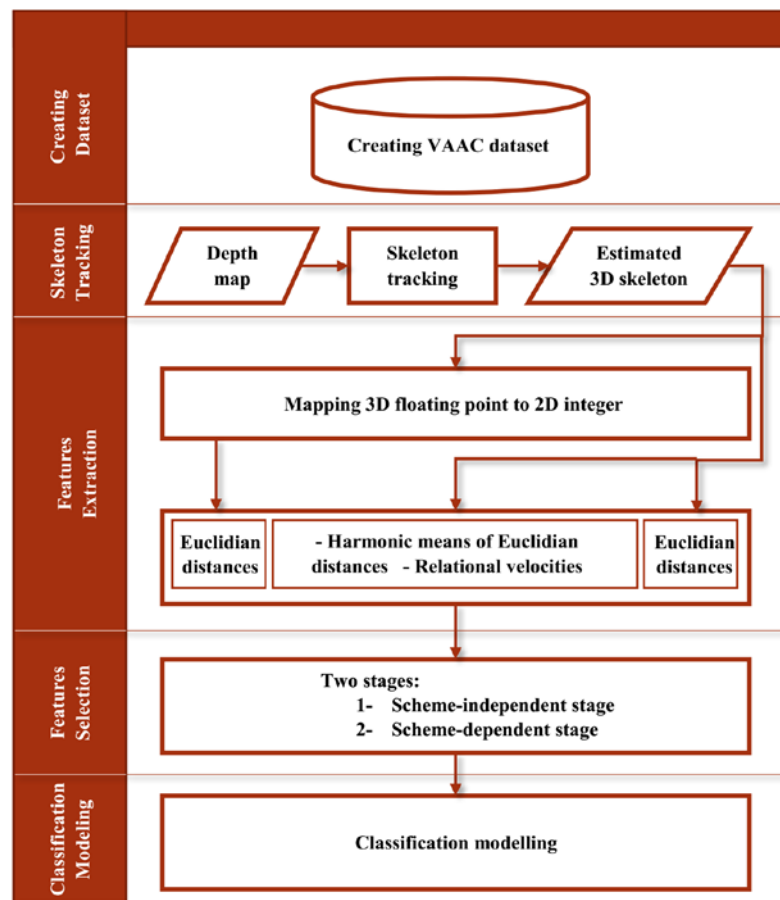 Creating
Dataset
Creating VAAC dataset
Skeleton
Tracking
Depth
map
Skeleton
tracking
Estimated
3D skeleton
Features
Extraction
Mapping 3D floating point to 2D integer
Euclidian
distances
- Harmonic means of Euclidian
distances - Relational velocities
Euclidian
distances
Features
Selection
Two stages:
1- Scheme-independent stage
2- Scheme-dependent stage
Classification
Modeling
Classification modelling